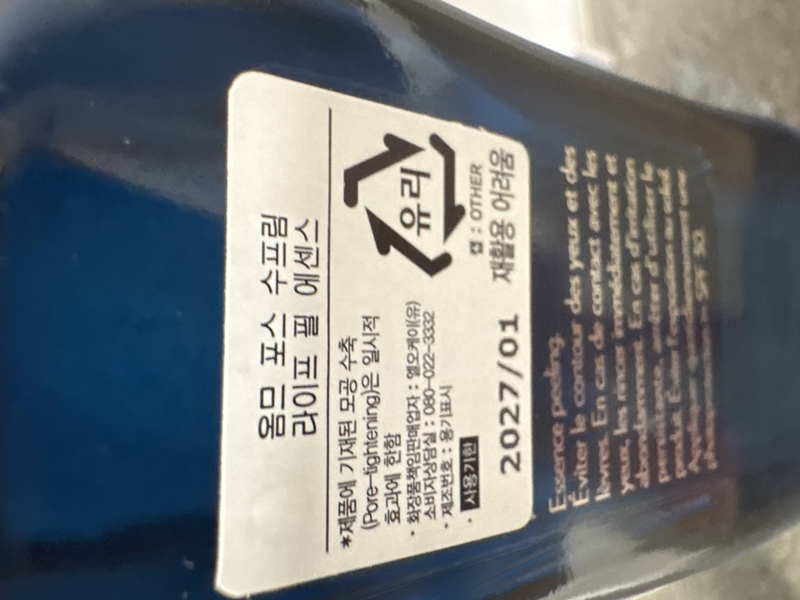 옴므 포스 수프림
라이프 필 에센스
*제품에 기재된 모공 수축
(Pore-tightening)은 일시적
효과에 한함
· 화장품책임판매업자 : 엘오케이(유)
소비자상담실 : 080-022-3332
· 제조번호 : 용기표시
· 사용기한
2027/01
유리
캡 : OTHER
재활용 어려움
Essence peeling.
Éviter le contour des yeux et des
lèvres. En cas de contact avec les
yeux, les rincer immédiatement et
abondamment. En cas d'irritation